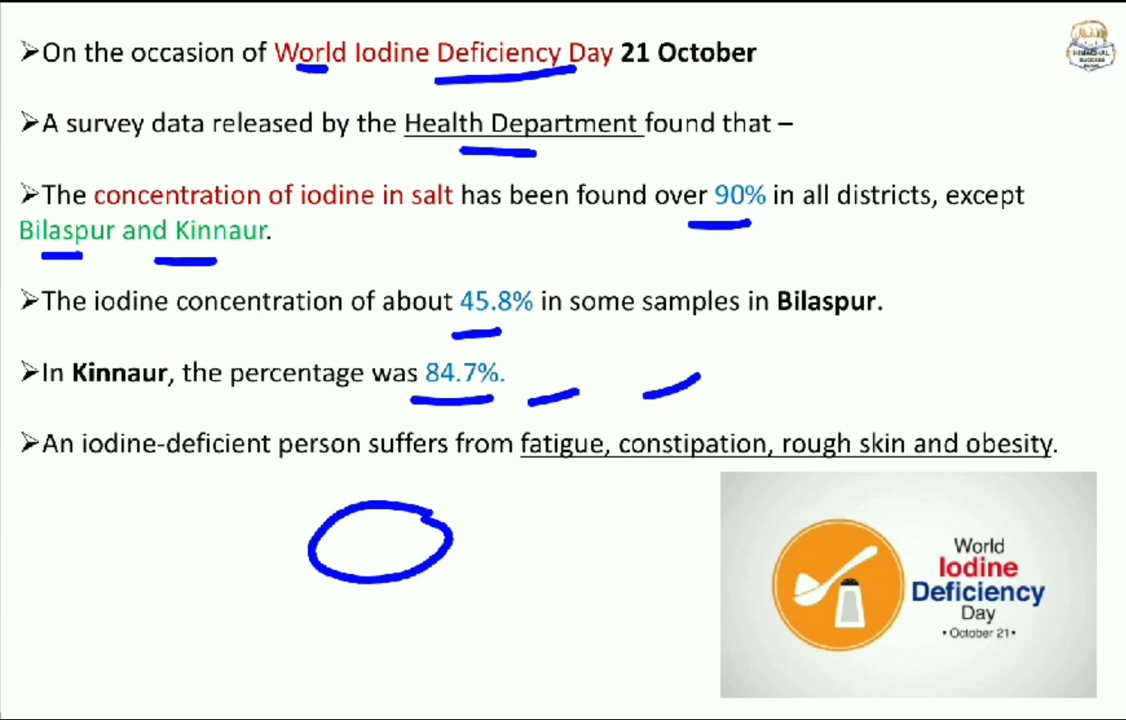 ➢On the occasion of World Iodine Deficiency Day 21 October
➢A survey data released by the Health Department found that –
➢The concentration of iodine in salt has been found over 90% in all districts, except
Bilaspur and Kinnaur.
➢The iodine concentration of about 45.8% in some samples in Bilaspur.
➢In Kinnaur, the percentage was 84.7%.
➢An iodine-deficient person suffers from fatigue, constipation, rough skin and obesity.
World
Iodine
Deficiency
Day
• October 21 •